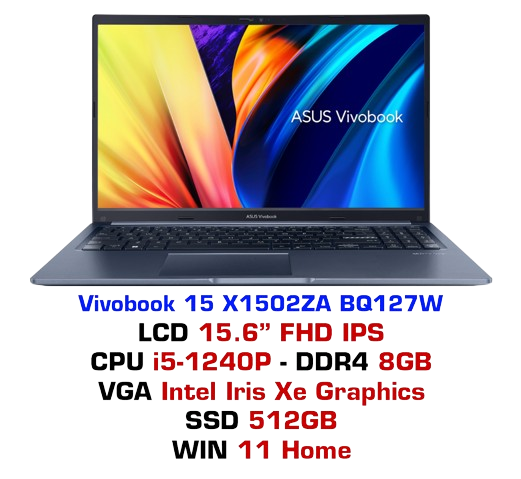 ASUS Vivobook
ASUS Vivobook
Vivobook 15 X1502ZA BQ127W
LCD 15.6” FHD IPS
CPU i5-1240P - DDR4 8GB
VGA Intel Iris Xe Graphics
SSD 512GB
WIN 11 Home